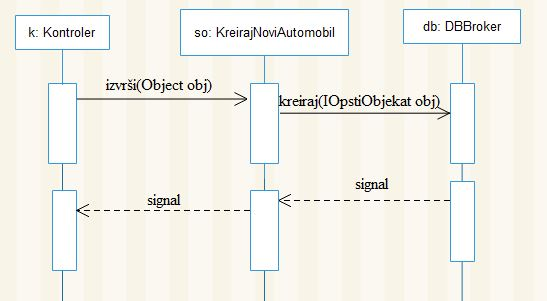 k: Kontroler
so: KreirajNoviAutomobil
db: DBBroker
izvrši(Object obj)
kreiraj(IOpstiObjekat obj)
signal
signal